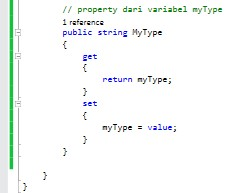 // property dari variabel myType
1 reference
public string MyType
{
get
{
return myType;
}
set
{
myType = value;
}
}
}
}